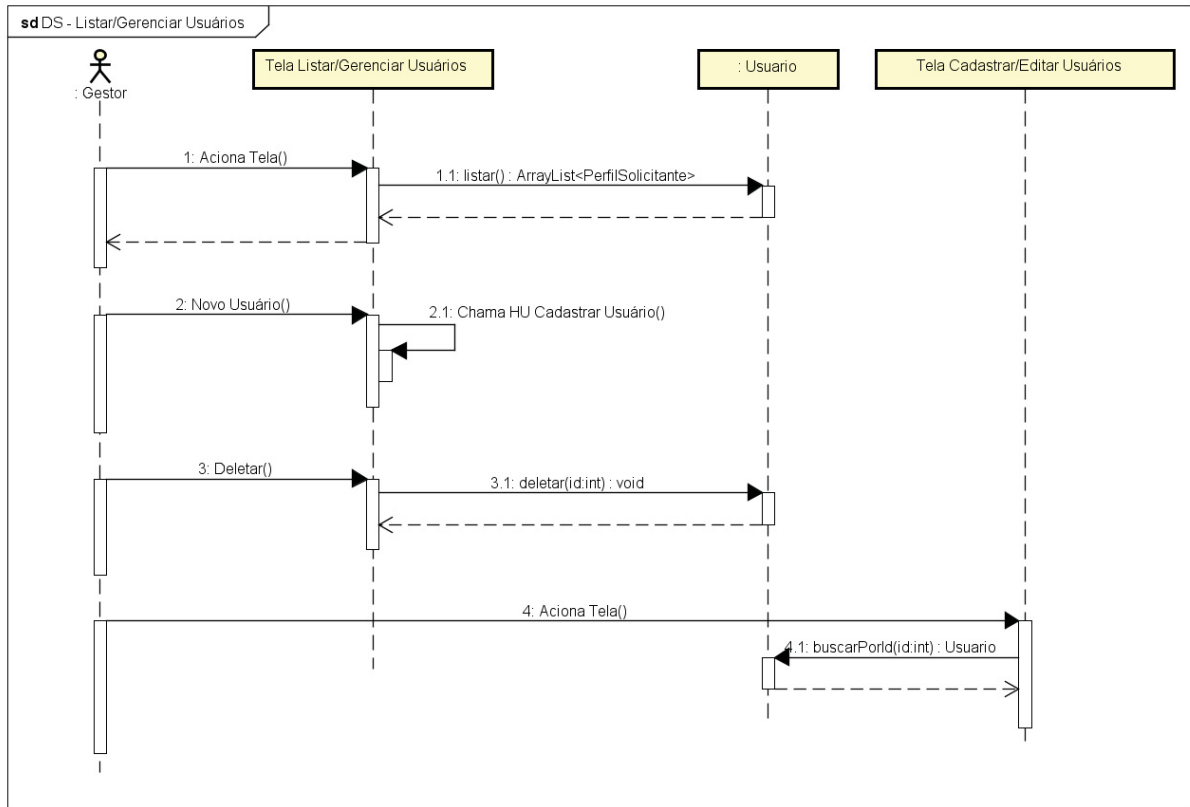 sd DS - Listar/Gerenciar Usuários
: Gestor
Tela Listar/Gerenciar Usuários
: Usuario
Tela Cadastrar/Editar Usuários
1: Aciona Tela()
1.1: listar() : ArrayList<PerfilSolicitante>
2: Novo Usuário()
2.1: Chama HU Cadastrar Usuário()
3: Deletar()
3.1: deletar(id:int) : void
4: Aciona Tela()
4.1: buscarPorId(id:int) : Usuario